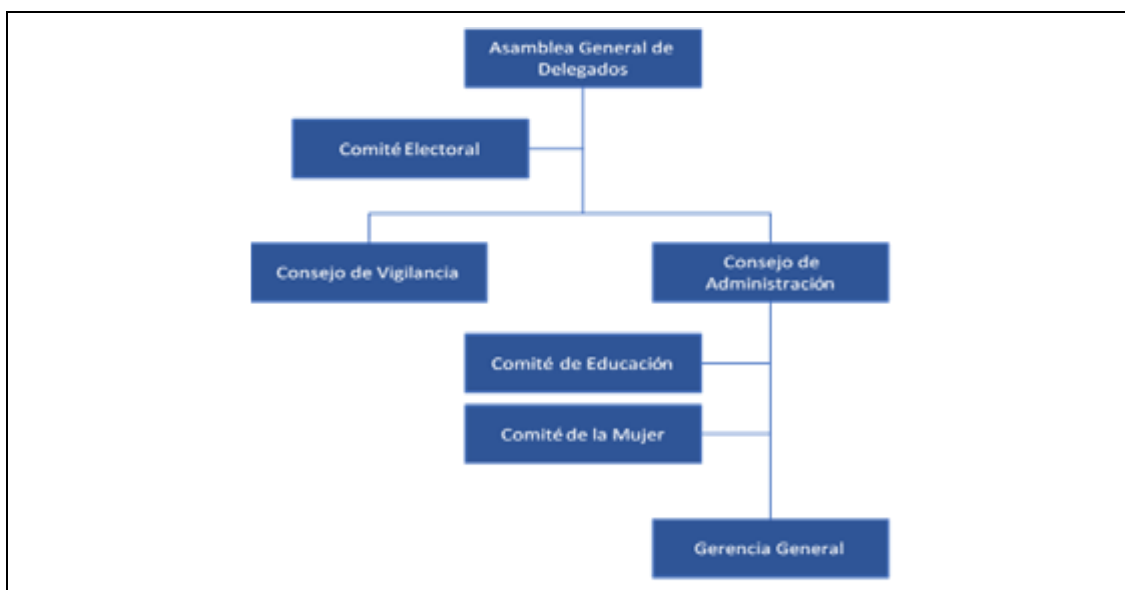 Asamblea General de
Delegados
Comité Electoral
Consejo de Vigilancia
Consejo de
Administración
Comité de Educación
Comité de la Mujer
Gerencia General